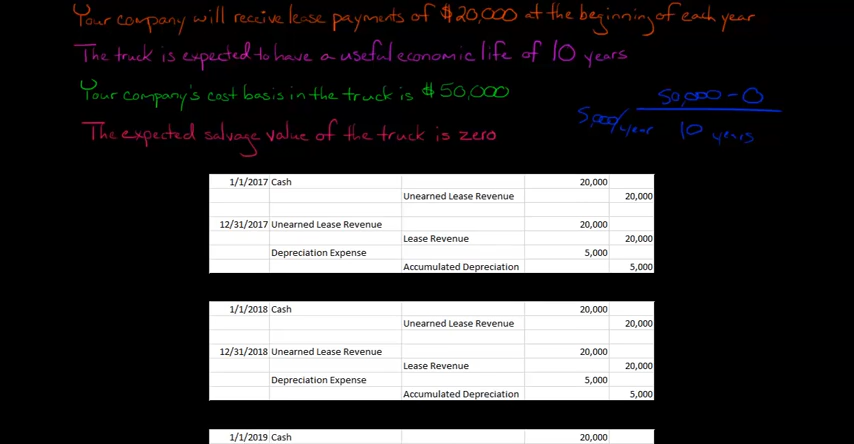 Your company will receive lease payments of $20,000 at the beginning of each year
The truck is expected to have a useful economic life of 10 years
Your company's cost basis in the truck is $50,000
The expected salvage value of the truck is zero
50,000 - 0
5,000/year 10 years
1/1/2017 Cash 20,000
Unearned Lease Revenue 20,000
12/31/2017 Unearned Lease Revenue 20,000
Lease Revenue 20,000
Depreciation Expense 5,000
Accumulated Depreciation 5,000
1/1/2018 Cash 20,000
Unearned Lease Revenue 20,000
12/31/2018 Unearned Lease Revenue 20,000
Lease Revenue 20,000
Depreciation Expense 5,000
Accumulated Depreciation 5,000
1/1/2019 Cash 20,000